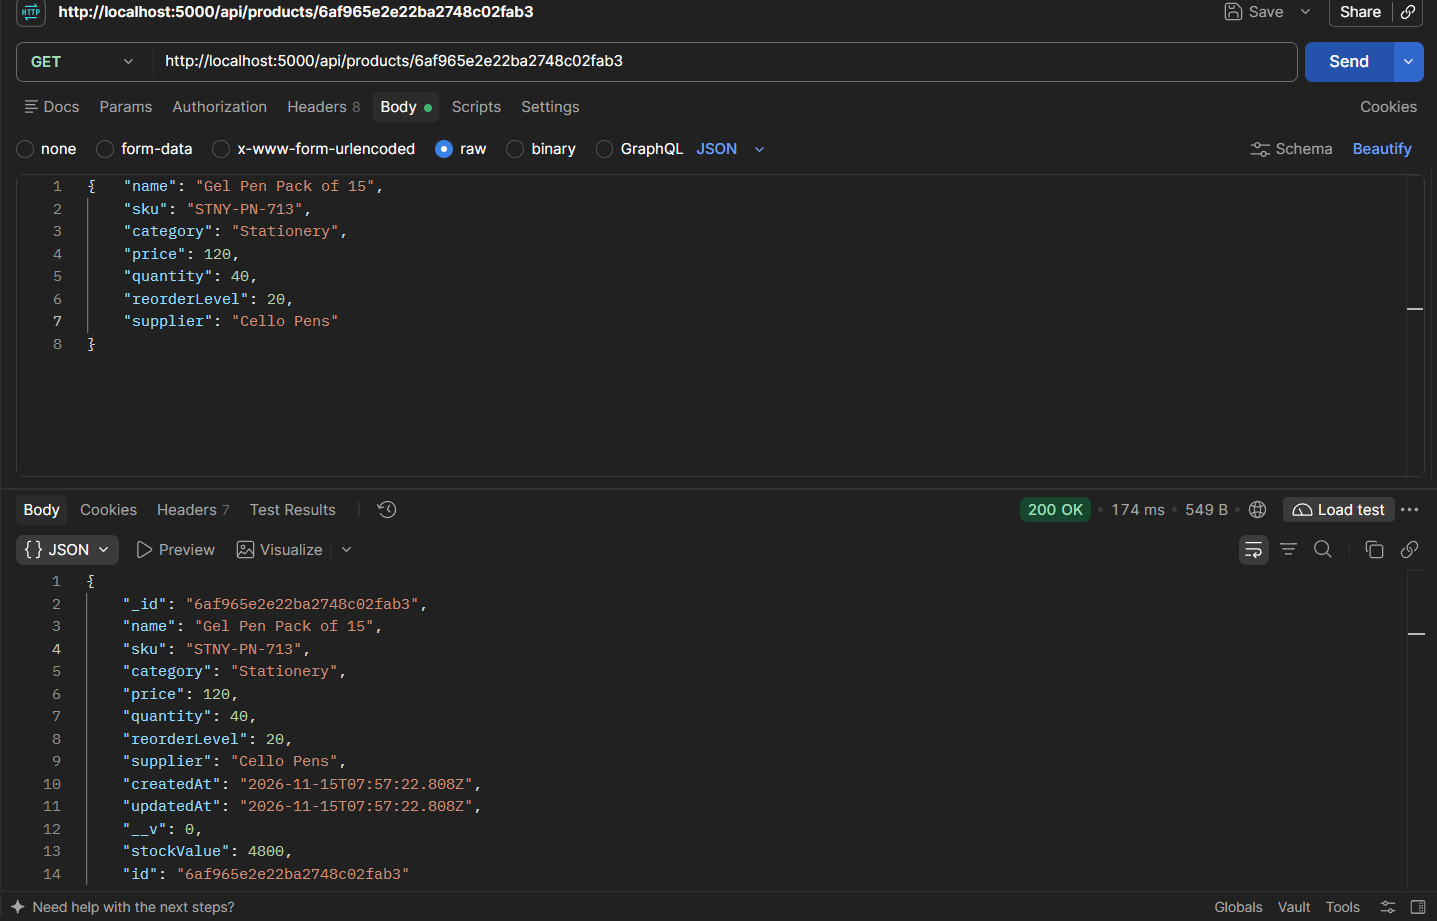 HTTP http://localhost:5000/api/products/6af965e2e22ba2748c02fab3 Save Share
GET http://localhost:5000/api/products/6af965e2e22ba2748c02fab3 Send
Docs Params Authorization Headers 8 Body Scripts Settings Cookies
none form-data x-www-form-urlencoded raw binary GraphQL JSON Schema Beautify
1 { "name": "Gel Pen Pack of 15",
2 "sku": "STNY-PN-713",
3 "category": "Stationery",
4 "price": 120,
5 "quantity": 40,
6 "reorderLevel": 20,
7 "supplier": "Cello Pens"
8 }
Body Cookies Headers 7 Test Results 200 OK • 174 ms • 549 B • Load test
{} JSON Preview Visualize
1 {
2 "_id": "6af965e2e22ba2748c02fab3",
3 "name": "Gel Pen Pack of 15",
4 "sku": "STNY-PN-713",
5 "category": "Stationery",
6 "price": 120,
7 "quantity": 40,
8 "reorderLevel": 20,
9 "supplier": "Cello Pens",
10 "createdAt": "2026-11-15T07:57:22.808Z",
11 "updatedAt": "2026-11-15T07:57:22.808Z",
12 "__v": 0,
13 "stockValue": 4800,
14 "id": "6af965e2e22ba2748c02fab3"
Need help with the next steps? Globals Vault Tools